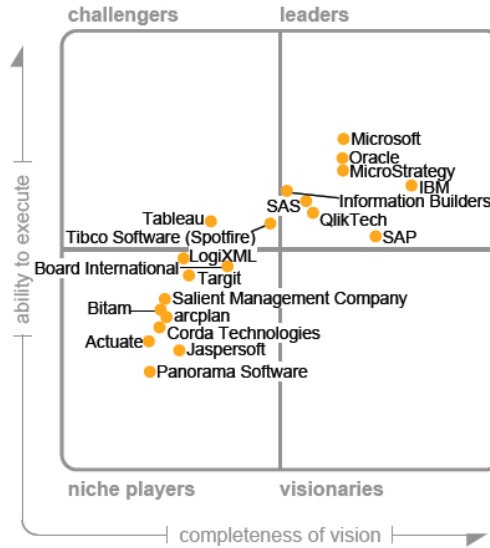 challengers
leaders
Microsoft
Oracle
MicroStrategy
IBM
Information Builders
SAS
QlikTech
Tableau
Tibco Software (Spotfire)
SAP
LogiXML
Board International
Targit
Salient Management Company
Bitam
arcplan
Corda Technologies
Actuate
Jaspersoft
Panorama Software
niche players
visionaries
ability to execute
completeness of vision